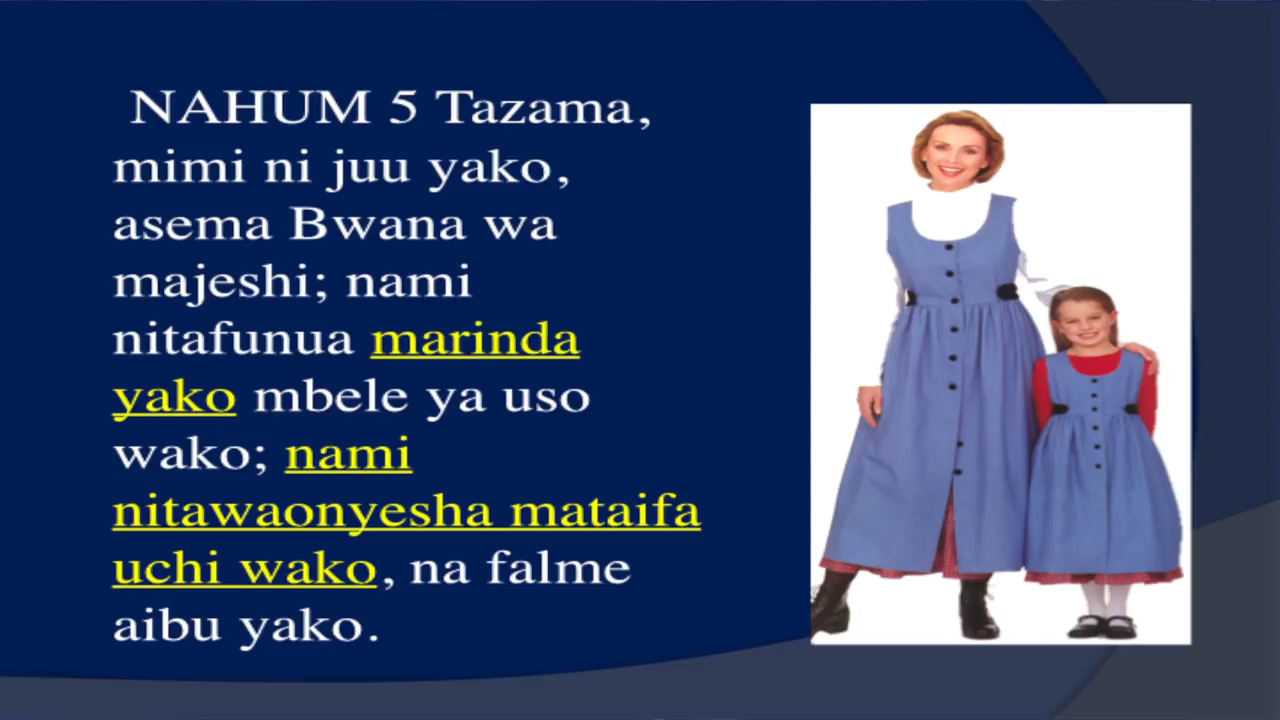 NAHUM 5 Tazama,
mimi ni juu yako,
asema Bwana wa
majeshi; nami
nitafunua marinda
yako mbele ya uso
wako; nami
nitawaonyesha mataifa
uchi wako, na falme
aibu yako.